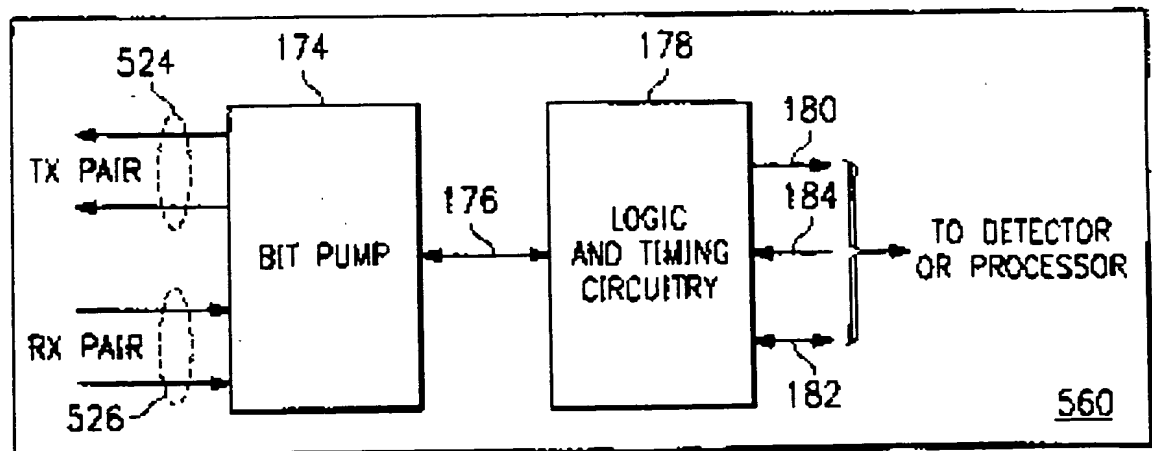 524
174
178
180
TX PAIR
176
184
BIT PUMP
LOGIC
AND TIMING
CIRCUITRY
TO DETECTOR
OR PROCESSOR
RX PAIR
526
182
560